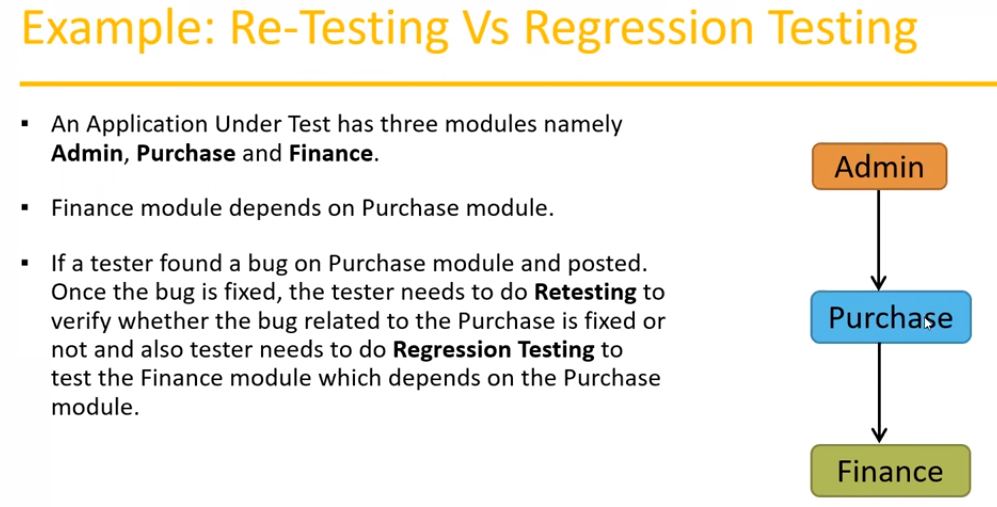 Example: Re-Testing Vs Regression Testing
▪ An Application Under Test has three modules namely
Admin, Purchase and Finance.
▪ Finance module depends on Purchase module.
▪ If a tester found a bug on Purchase module and posted.
Once the bug is fixed, the tester needs to do Retesting to
verify whether the bug related to the Purchase is fixed or
not and also tester needs to do Regression Testing to
test the Finance module which depends on the Purchase
module.
Admin
Purchase
Finance